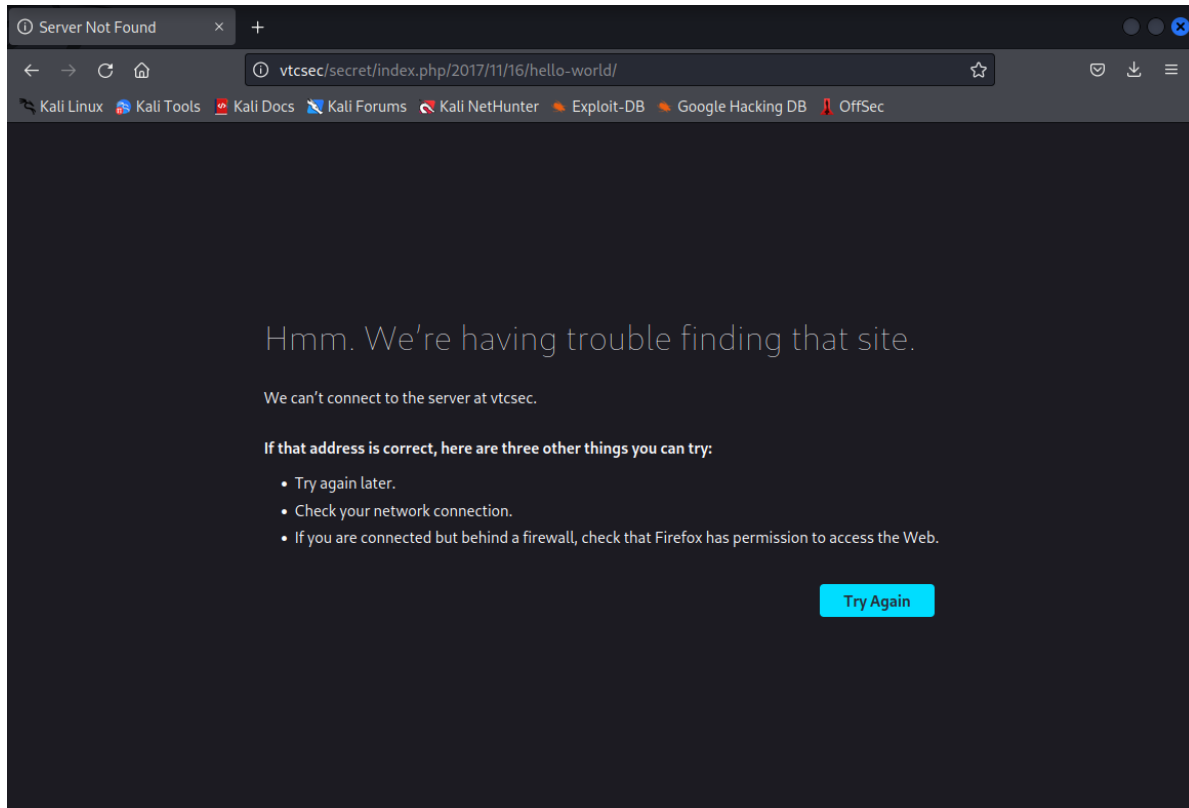 Server Not Found
vtcsec/secret/index.php/2017/11/16/hello-world/
Kali Linux Kali Tools Kali Docs Kali Forums Kali NetHunter Exploit-DB Google Hacking DB OffSec
Hmm. We’re having trouble finding that site.
We can’t connect to the server at vtcsec.
If that address is correct, here are three other things you can try:
• Try again later.
• Check your network connection.
• If you are connected but behind a firewall, check that Firefox has permission to access the Web.
Try Again